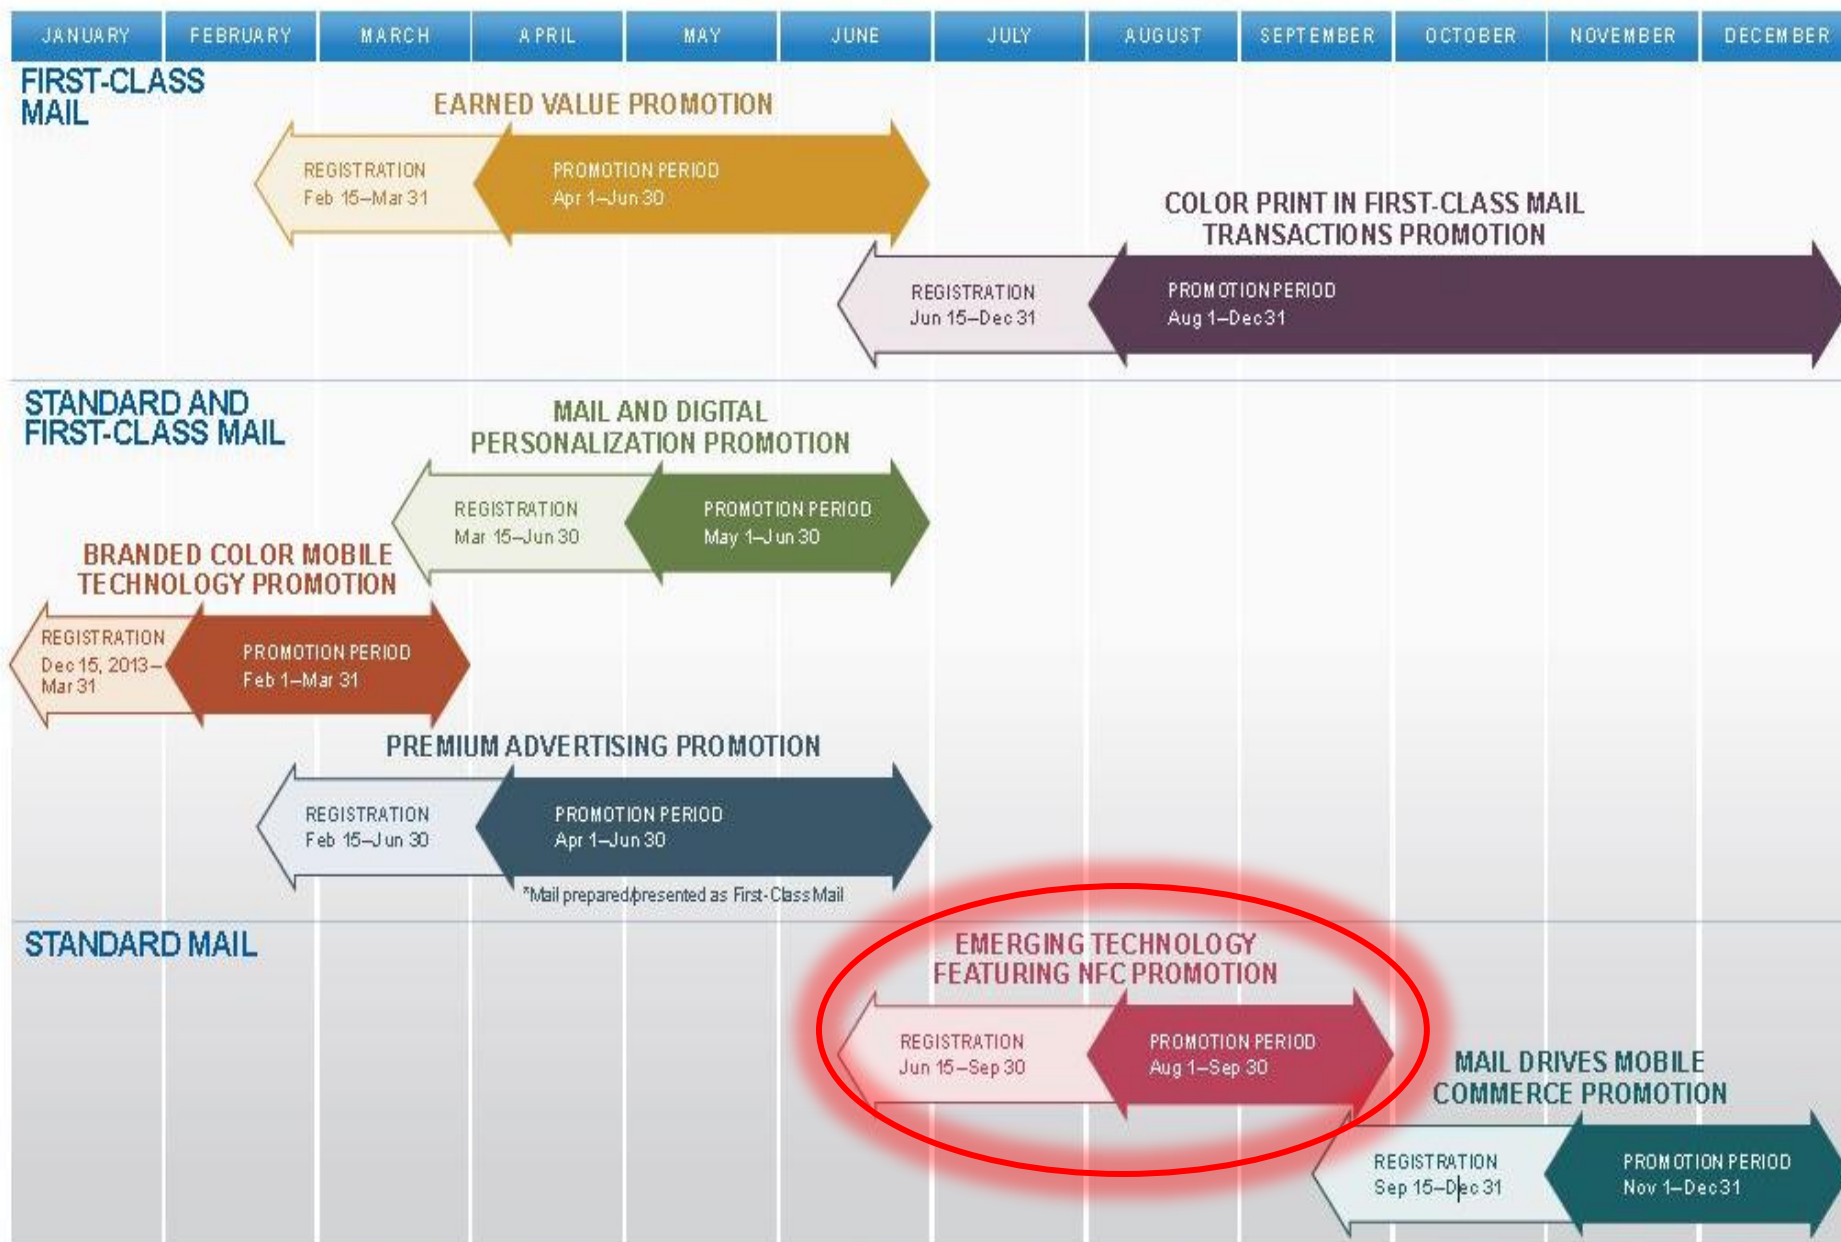 JANUARY FEBRUARY MARCH APRIL MAY JUNE JULY AUGUST SEPTEMBER OCTOBER NOVEMBER DECEMBER
FIRST-CLASS
MAIL
EARNED VALUE PROMOTION
REGISTRATION
Feb 15–Mar 31
PROMOTION PERIOD
Apr 1–Jun 30
COLOR PRINT IN FIRST-CLASS MAIL
TRANSACTIONS PROMOTION
REGISTRATION
Jun 15–Dec 31
PROMOTION PERIOD
Aug 1–Dec 31
STANDARD AND
FIRST-CLASS MAIL
MAIL AND DIGITAL
PERSONALIZATION PROMOTION
REGISTRATION
Mar 15–Jun 30
PROMOTION PERIOD
May 1–Jun 30
BRANDED COLOR MOBILE
TECHNOLOGY PROMOTION
REGISTRATION
Dec 15, 2013–
Mar 31
PROMOTION PERIOD
Feb 1–Mar 31
PREMIUM ADVERTISING PROMOTION
REGISTRATION
Feb 15–Jun 30
PROMOTION PERIOD
Apr 1–Jun 30
*Mail prepared/presented as First-Class Mail
STANDARD MAIL
EMERGING TECHNOLOGY
FEATURING NFC PROMOTION
REGISTRATION
Jun 15–Sep 30
PROMOTION PERIOD
Aug 1–Sep 30
MAIL DRIVES MOBILE
COMMERCE PROMOTION
REGISTRATION
Sep 15–Dec 31
PROMOTION PERIOD
Nov 1–Dec 31